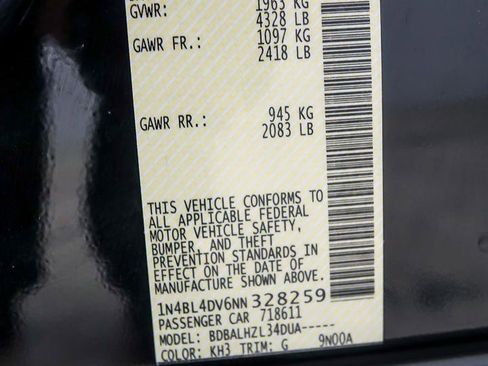 GVWR: 1963 KG
4328 LB
GAWR FR.: 1097 KG
2418 LB
GAWR RR.: 945 KG
2083 LB
THIS VEHICLE CONFORMS TO
ALL APPLICABLE FEDERAL
MOTOR VEHICLE SAFETY,
BUMPER, AND THEFT
PREVENTION STANDARDS IN
EFFECT ON THE DATE OF
MANUFACTURE SHOWN ABOVE.
1N4BL4DV6NN328259
PASSENGER CAR 718611
MODEL: BDBALHZL34DUA-----
COLOR: KH3 TRIM: G 9N00A